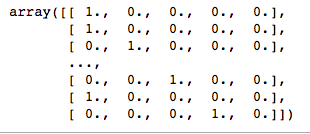 array([[ 1., 0., 0., 0., 0.],
[ 1., 0., 0., 0., 0.],
[ 0., 1., 0., 0., 0.],
...,
[ 0., 0., 1., 0., 0.],
[ 1., 0., 0., 0., 0.],
[ 0., 0., 0., 1., 0.]])